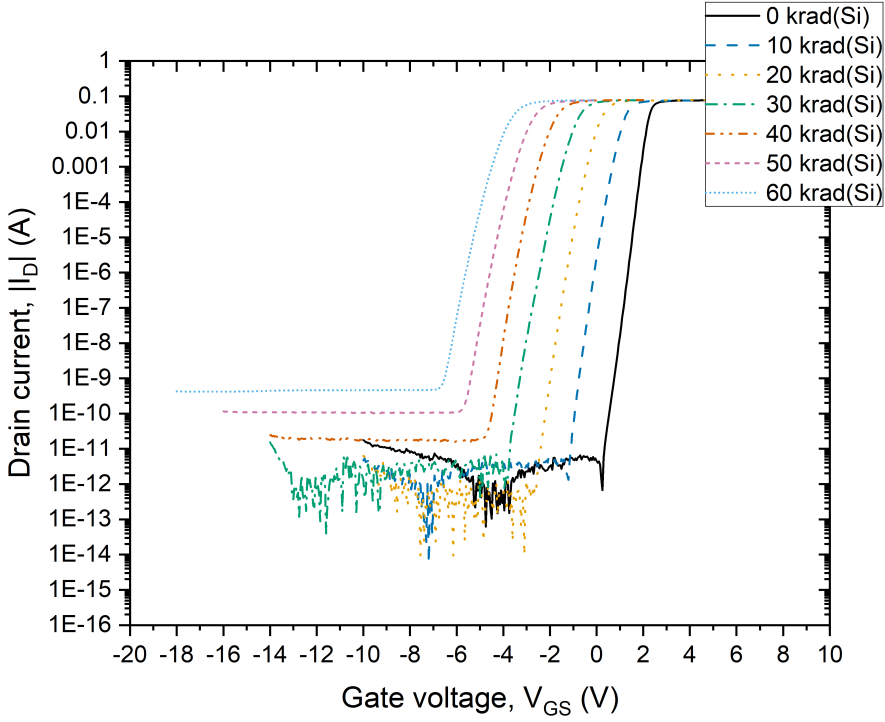 0 krad(Si)
10 krad(Si)
20 krad(Si)
30 krad(Si)
40 krad(Si)
50 krad(Si)
60 krad(Si)
Drain current, |I_D| (A)
1
0.1
0.01
0.001
1E-4
1E-5
1E-6
1E-7
1E-8
1E-9
1E-10
1E-11
1E-12
1E-13
1E-14
1E-15
1E-16
-20 -18 -16 -14 -12 -10 -8 -6 -4 -2 0 2 4 6 8 10
Gate voltage, V_GS (V)